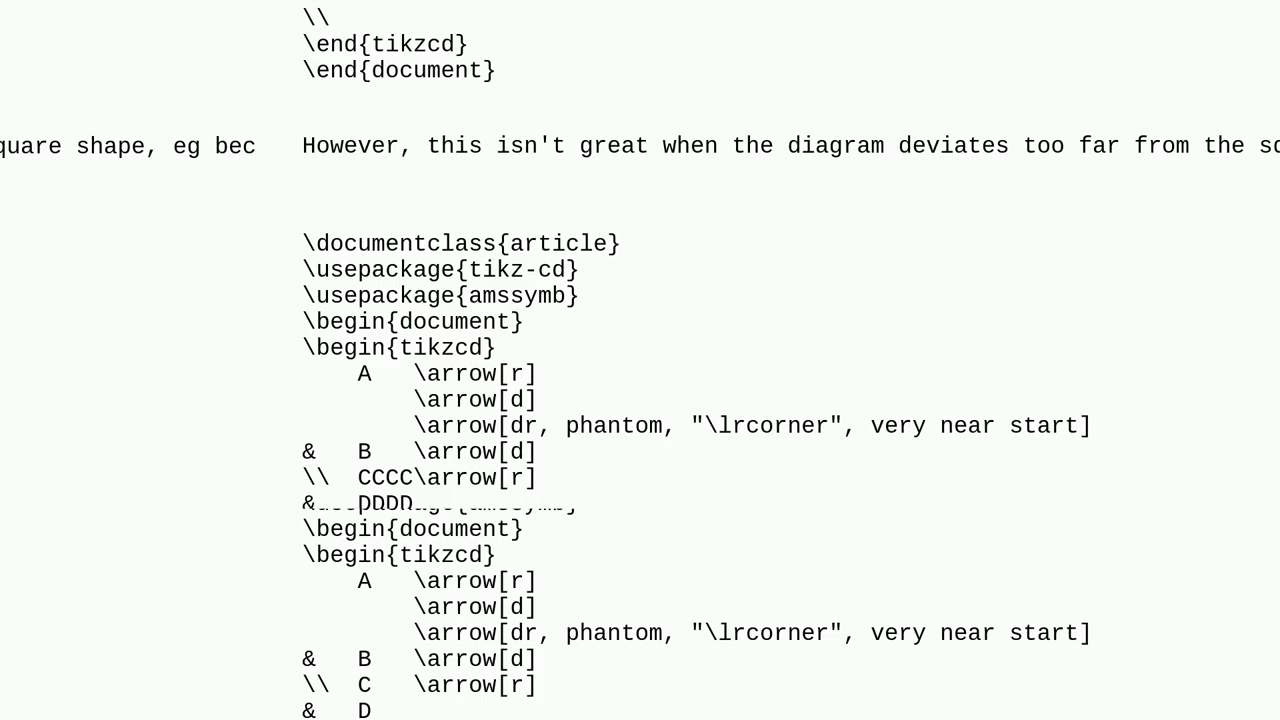 \\
\end{tikzcd}
\end{document}
quare shape, eg bec However, this isn't great when the diagram deviates too far from the sq
\documentclass{article}
\usepackage{tikz-cd}
\usepackage{amssymb}
\begin{document}
\begin{tikzcd}
    A   \arrow[r]
        \arrow[d]
        \arrow[dr, phantom, "\lrcorner", very near start]
&   B   \arrow[d]
\\  CCCC\arrow[r]
&   DDDD
\begin{document}
\begin{tikzcd}
    A   \arrow[r]
        \arrow[d]
        \arrow[dr, phantom, "\lrcorner", very near start]
&   B   \arrow[d]
\\  C   \arrow[r]
&   D